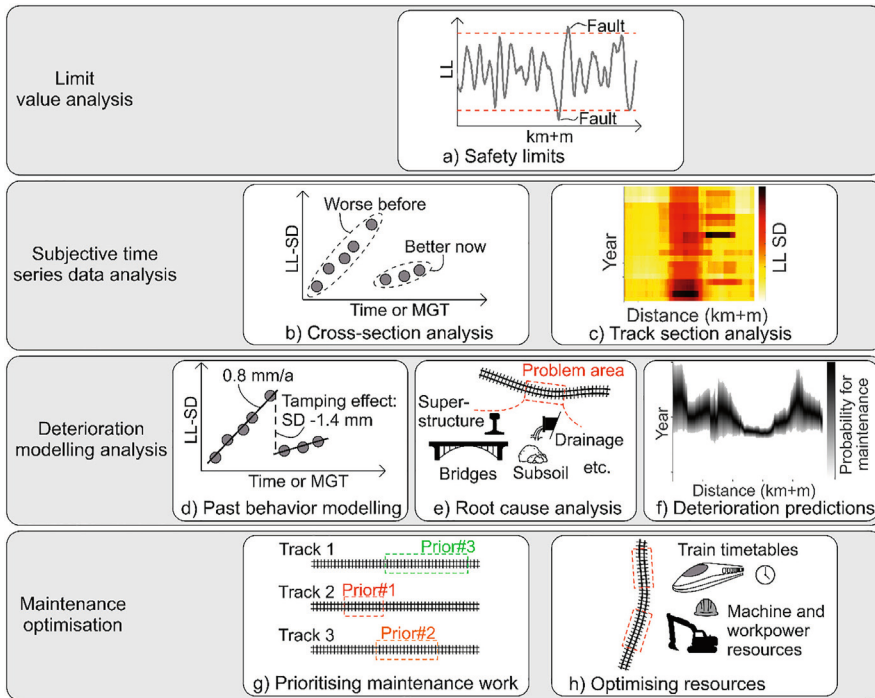 Limit
value analysis
LL
Fault
Fault
km+m
a) Safety limits
Subjective time
series data analysis
LL-SD
Worse before
Better now
Time or MGT
b) Cross-section analysis
Year
LL SD
Distance (km+m)
c) Track section analysis
Deterioration
modelling analysis
LL-SD
0.8 mm/a
Tamping effect:
SD -1.4 mm
Time or MGT
d) Past behavior modelling
Problem area
Super-
structure
Drainage
etc.
Bridges
Subsoil
e) Root cause analysis
Year
Probability for
maintenance
Distance (km+m)
f) Deterioration predictions
Maintenance
optimisation
Track 1
Prior#3
Track 2
Prior#1
Track 3
Prior#2
g) Prioritising maintenance work
Train timetables
Machine and
workpower
resources
h) Optimising resources